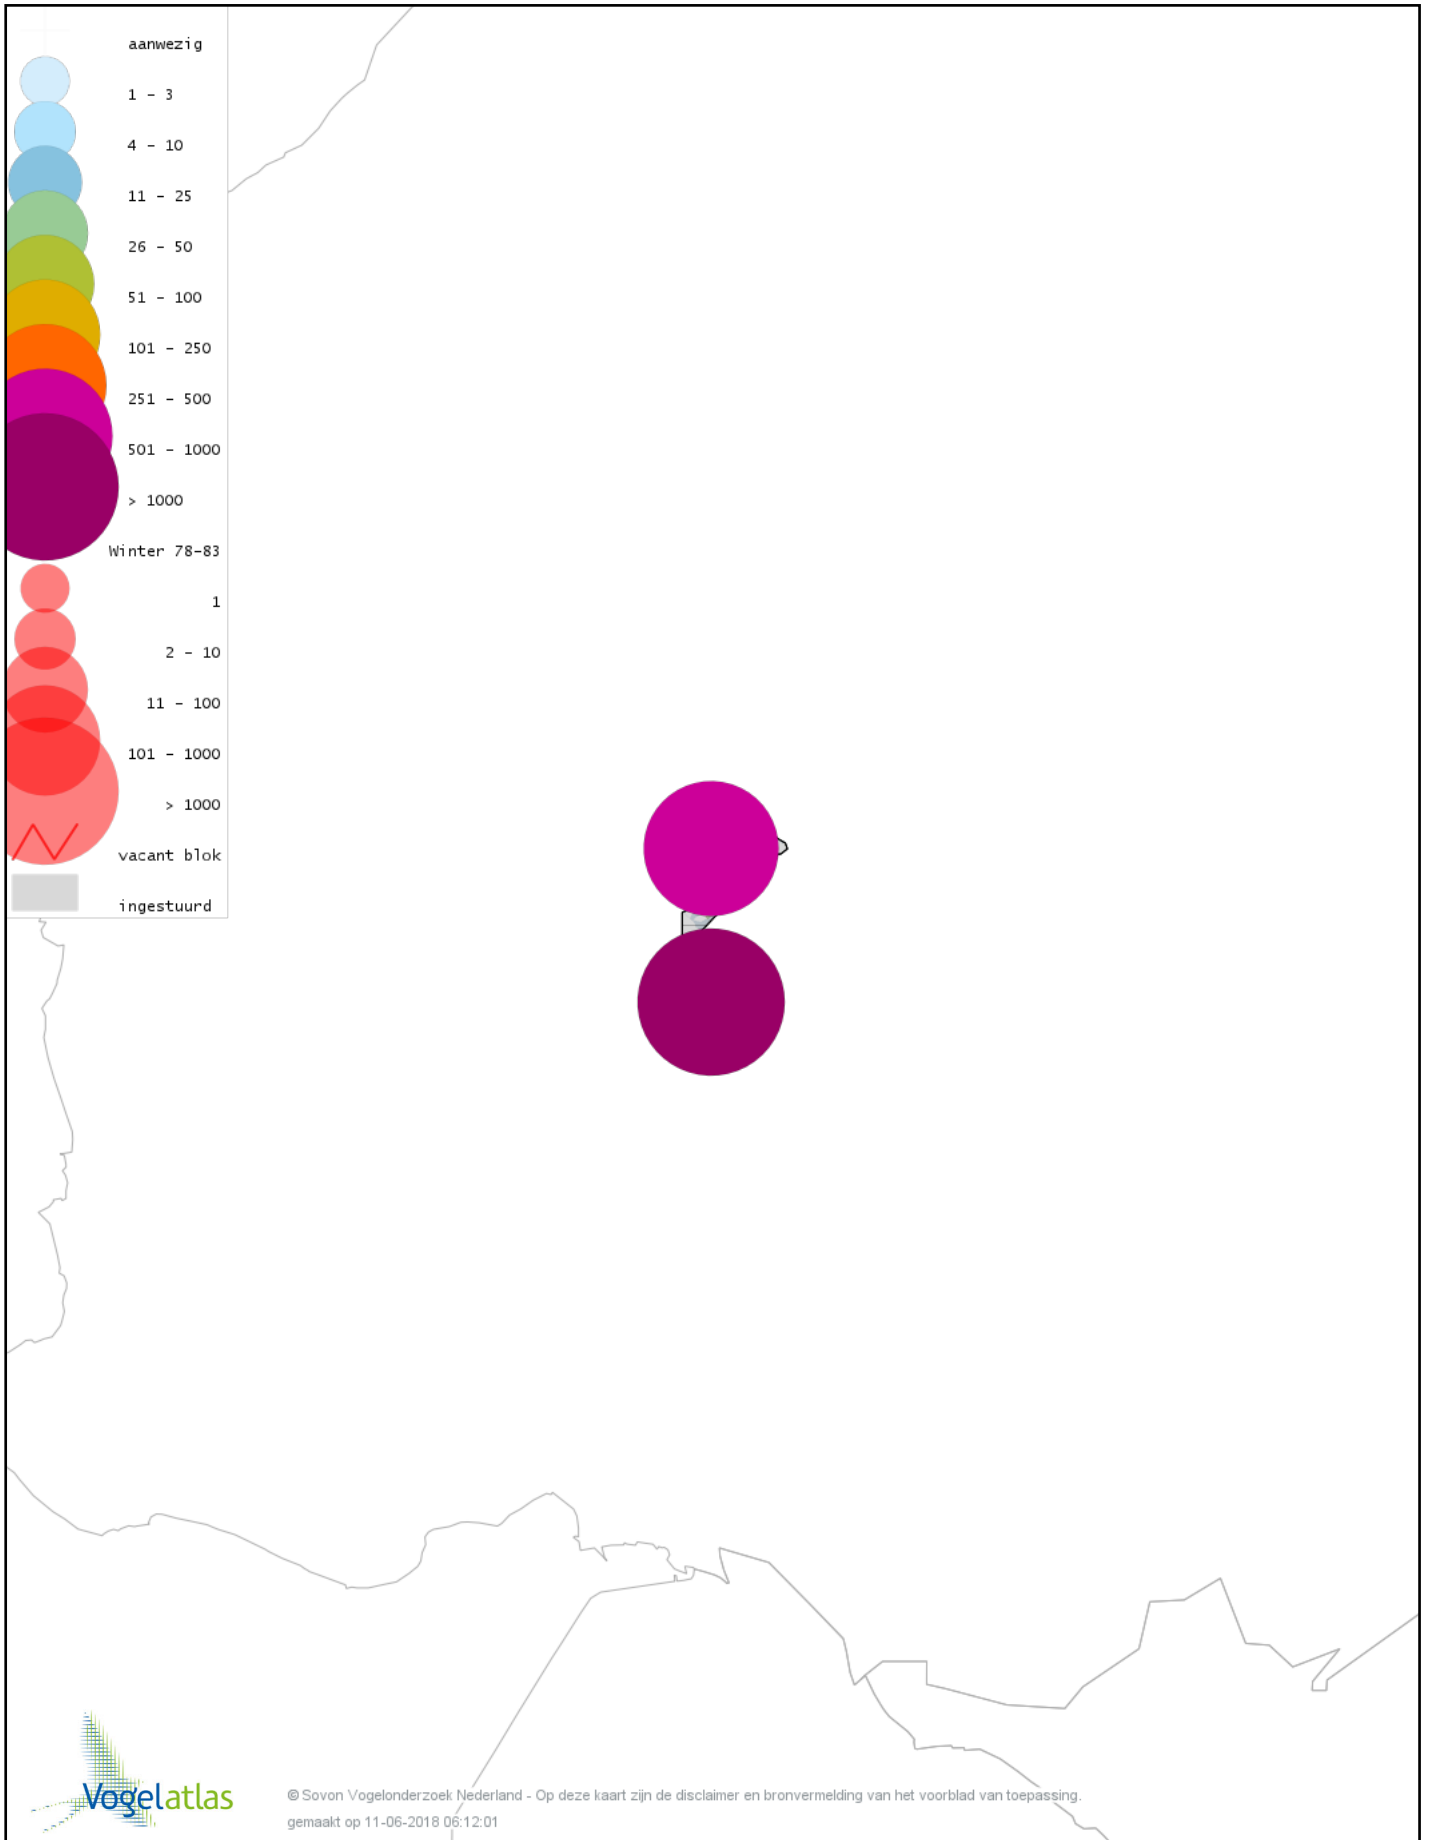 aanwezig
1 - 3
4 - 10
11 - 25
26 - 50
51 - 100
101 - 250
251 - 500
501 - 1000
> 1000
Winter 78-83
1
2 - 10
11 - 100
101 - 1000
> 1000
vacant blok
ingestuurd
Vogelatlas
© Sovon Vogelonderzoek Nederland - Op deze kaart zijn de disclaimer en bronvermelding van het voorblad van toepassing.
gemaakt op 11-06-2018 06:12:01